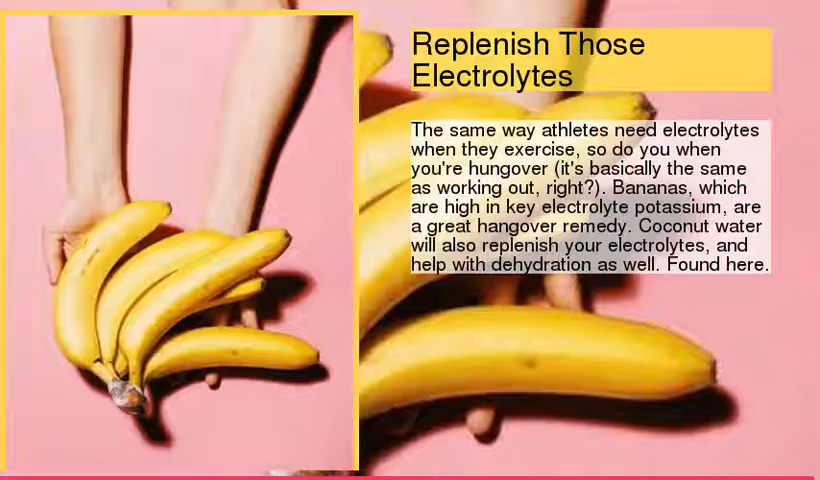 Replenish Those
Electrolytes
The same way athletes need electrolytes
when they exercise, so do you when
you're hungover (it's basically the same
as working out, right?). Bananas, which
are high in key electrolyte potassium, are
a great hangover remedy. Coconut water
will also replenish your electrolytes, and
help with dehydration as well. Found here.